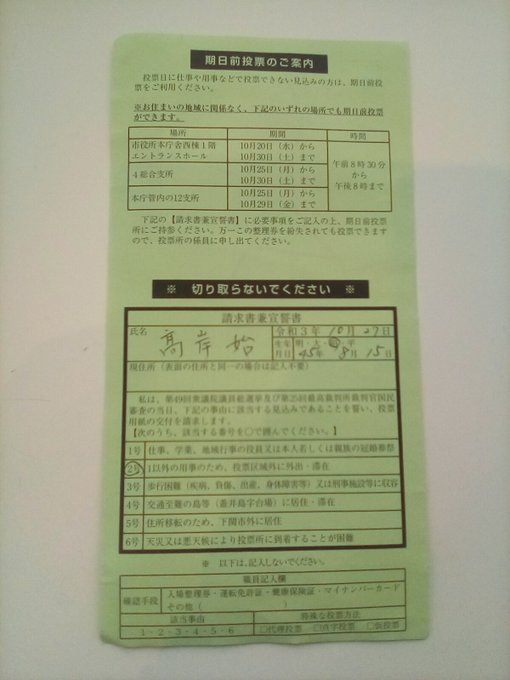 期日前投票のご案内
投票日に仕事や用事などで投票できない見込みの方は、期日前投
票をご利用ください。
※お住まいの地域に関係なく、下記のいずれの場所でも期日前投票
ができます。
場所 期間 時間
市役所本庁舎西棟1階
エントランスホール
10月20日(水)から
10月30日(土)まで
4総合支所
10月25日(月)から
10月30日(土)まで
本庁管内の12支所
10月25日(月)から
10月29日(金)まで
午前8時30分
から
午後8時まで
下記の【請求書兼宣誓書】に必要事項をご記入の上、期日前投票
所にご持参ください。万一この整理券を紛失されても投票できます
ので、投票所の係員に申し出てください。
※ 切り取らないでください ※
請求書兼宣誓書
氏名 高岸 始
令和3年10月27日
生年月日 明・大・・平 45年8月15日
現住所(表面の住所と同一の場合は記入不要)
私は、第49回衆議院議員総選挙及び第25回最高裁判所裁判官国民
審査の当日、下記の事由に該当する見込みであることを誓い、投票
用紙の交付を請求します。
【次のうち、該当する番号を○で囲んでください。】
1号 仕事、学業、地域行事の役員又は本人若しくは親族の冠婚葬祭
2号 1以外の用事のため、投票区域外に外出・滞在
3号 歩行困難(疾病、負傷、出産、身体障害等)又は刑事施設等に収容
4号 交通至難の島等(蓋井島字台場)に居住・滞在
5号 住所移転のため、下関市外に居住
6号 天災又は悪天候により投票所に到着することが困難
※ 以下は、記入しないでください。
職員記入欄
確認手段 入場整理券・運転免許証・健康保険証・マイナンバーカード
その他( )
該当事由 特殊な投票方法
1・2・3・4・5・6 □代理投票 □点字投票 □仮投票